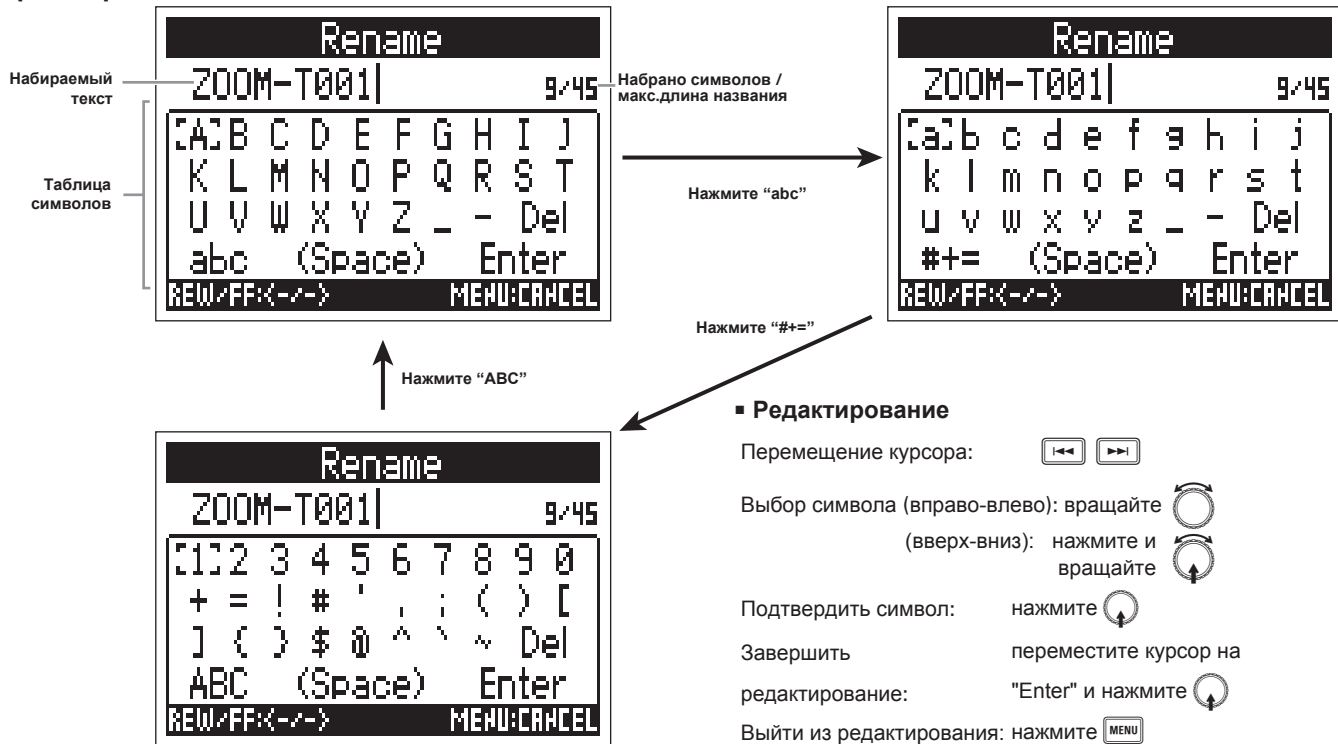 Rename
ZOOM-T001| 9/45
[A] B C D E F G H I J
K L M N O P Q R S T
U V W X Y Z _ - Del
abc (Space) Enter
REW/FF:<-/-> MENU:CANCEL
Набираемый
текст
Таблица
символов
Набрано символов /
макс.длина названия
Нажмите “abc”
Rename
ZOOM-T001 9/45
[a] b c d e f g h i j
k l m n o p q r s t
u v w x y z _ - Del
#+= (Space) Enter
REW/FF:<-/-> MENU:CANCEL
Нажмите “#+=”
Нажмите “ABC”
Rename
ZOOM-T001| 9/45
[1] 2 3 4 5 6 7 8 9 0
+ = ! # ' , ; ( ) [
] { } $ @ ^ ` ~ Del
ABC (Space) Enter
REW/FF:<-/-> MENU:CANCEL
▪ Редактирование
Перемещение курсора:
Выбор символа (вправо-влево): вращайте
(вверх-вниз): нажмите и
вращайте
Подтвердить символ: нажмите
Завершить переместите курсор на
редактирование: "Enter" и нажмите
Выйти из редактирования: нажмите MENU